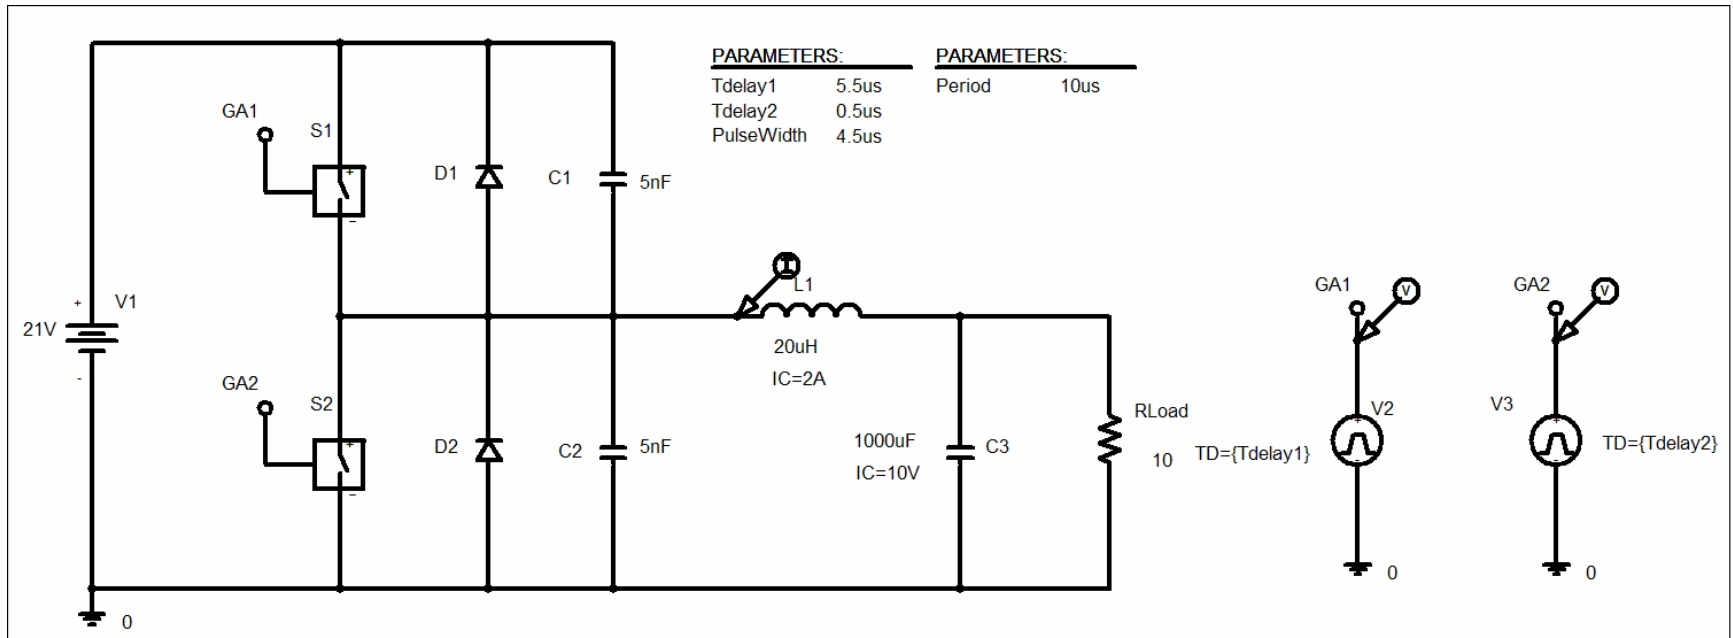 PARAMETERS:
Tdelay1 5.5us
Tdelay2 0.5us
PulseWidth 4.5us
PARAMETERS:
Period 10us
GA1
S1
+
-
D1
C1
5nF
+
V1
21V
-
I
L1
20uH
IC=2A
GA2
S2
+
-
D2
C2
5nF
1000uF
IC=10V
C3
RLoad
10
GA1
V
V2
+
-
TD={Tdelay1}
0
GA2
V
V3
+
-
TD={Tdelay2}
0
0